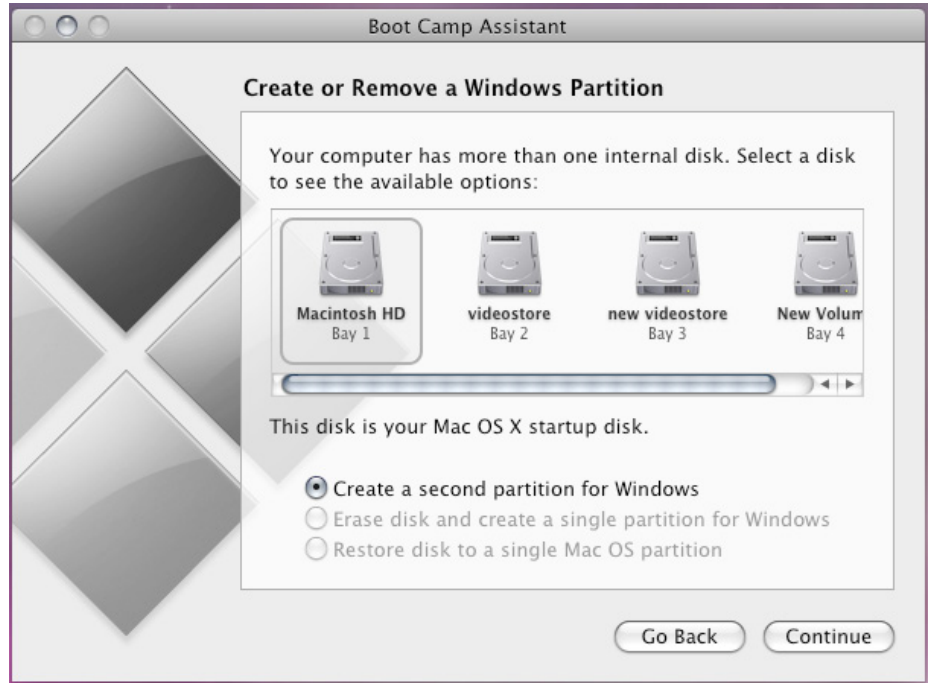 Boot Camp Assistant
Create or Remove a Windows Partition
Your computer has more than one internal disk. Select a disk
to see the available options:
Macintosh HD videostore new videostore New Volum
Bay 1 Bay 2 Bay 3 Bay 4
This disk is your Mac OS X startup disk.
Create a second partition for Windows
Erase disk and create a single partition for Windows
Restore disk to a single Mac OS partition
Go Back Continue